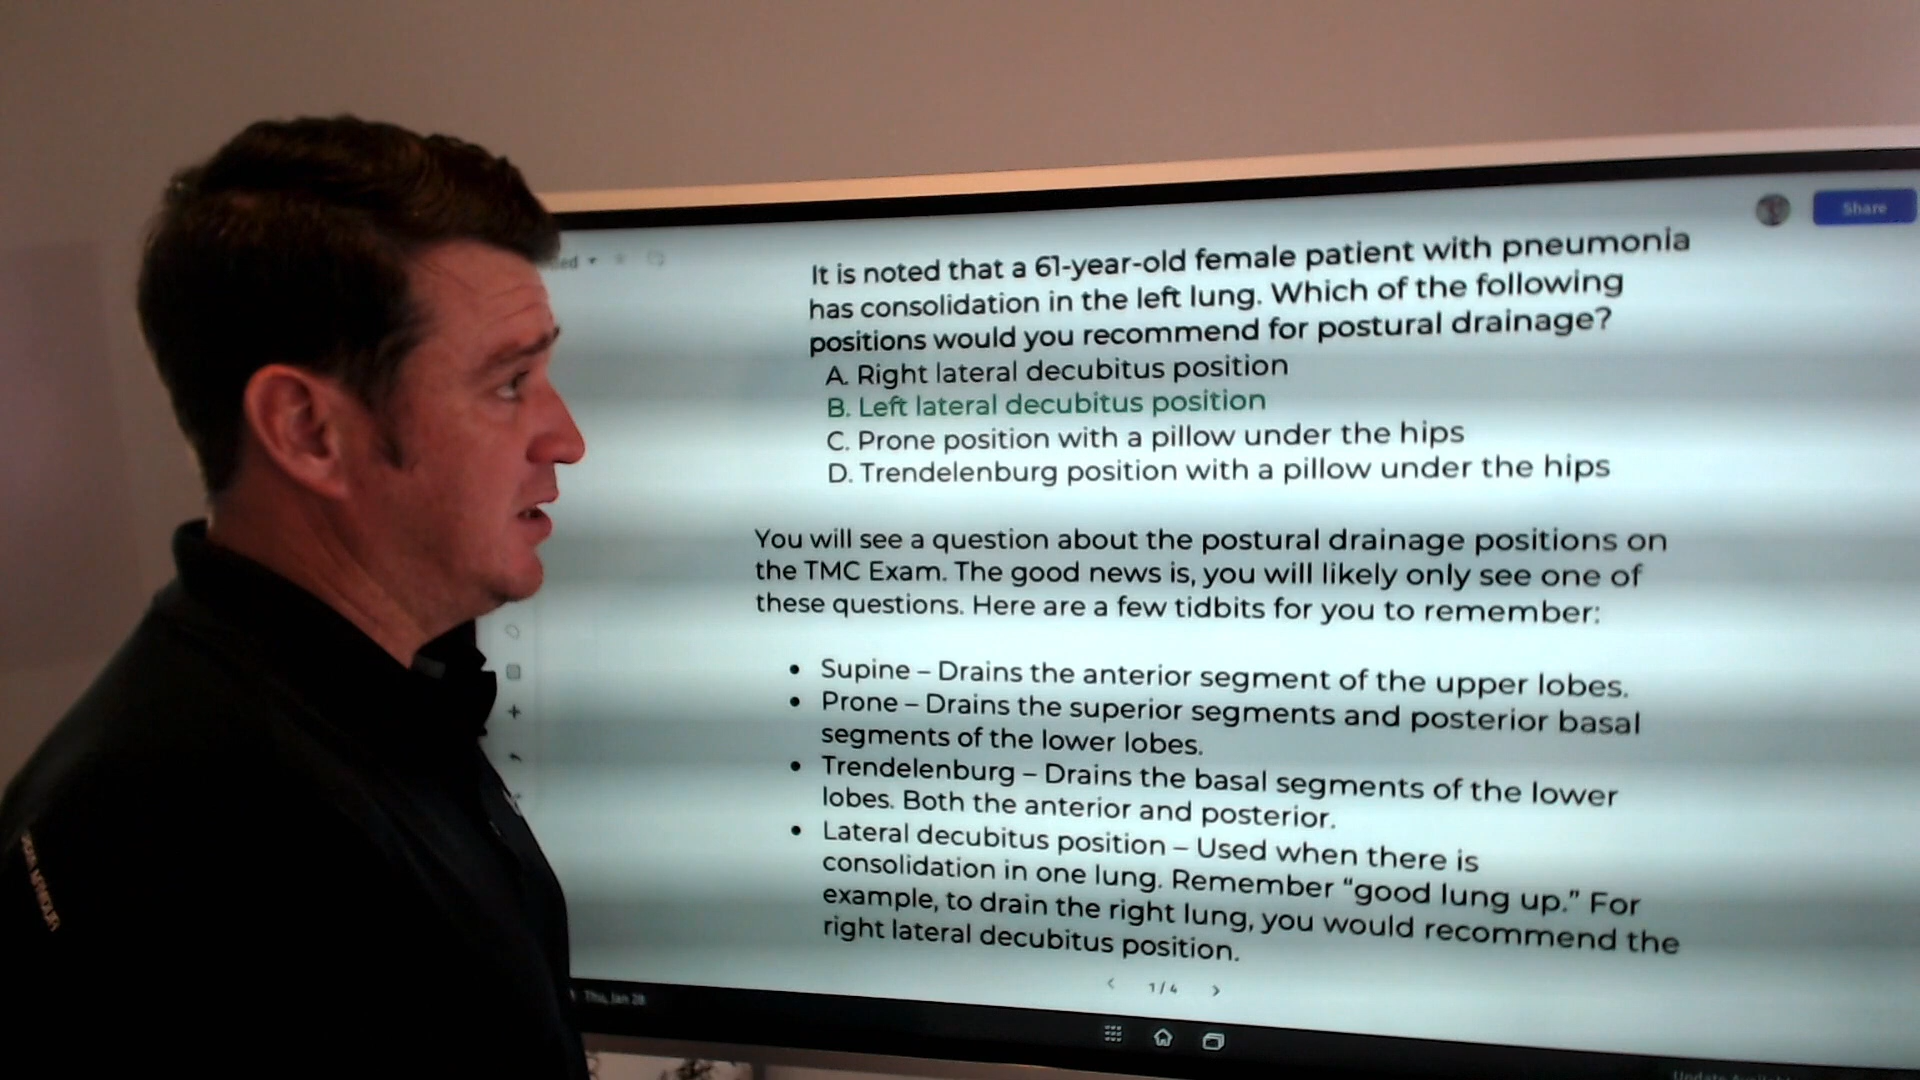 Share
It is noted that a 61-year-old female patient with pneumonia
has consolidation in the left lung. Which of the following
positions would you recommend for postural drainage?
A. Right lateral decubitus position
B. Left lateral decubitus position
C. Prone position with a pillow under the hips
D. Trendelenburg position with a pillow under the hips
You will see a question about the postural drainage positions on
the TMC Exam. The good news is, you will likely only see one of
these questions. Here are a few tidbits for you to remember:
• Supine – Drains the anterior segment of the upper lobes.
• Prone – Drains the superior segments and posterior basal
segments of the lower lobes.
• Trendelenburg – Drains the basal segments of the lower
lobes. Both the anterior and posterior.
• Lateral decubitus position – Used when there is
consolidation in one lung. Remember “good lung up.” For
example, to drain the right lung, you would recommend the
right lateral decubitus position.
1/4
Thu, Jan 28